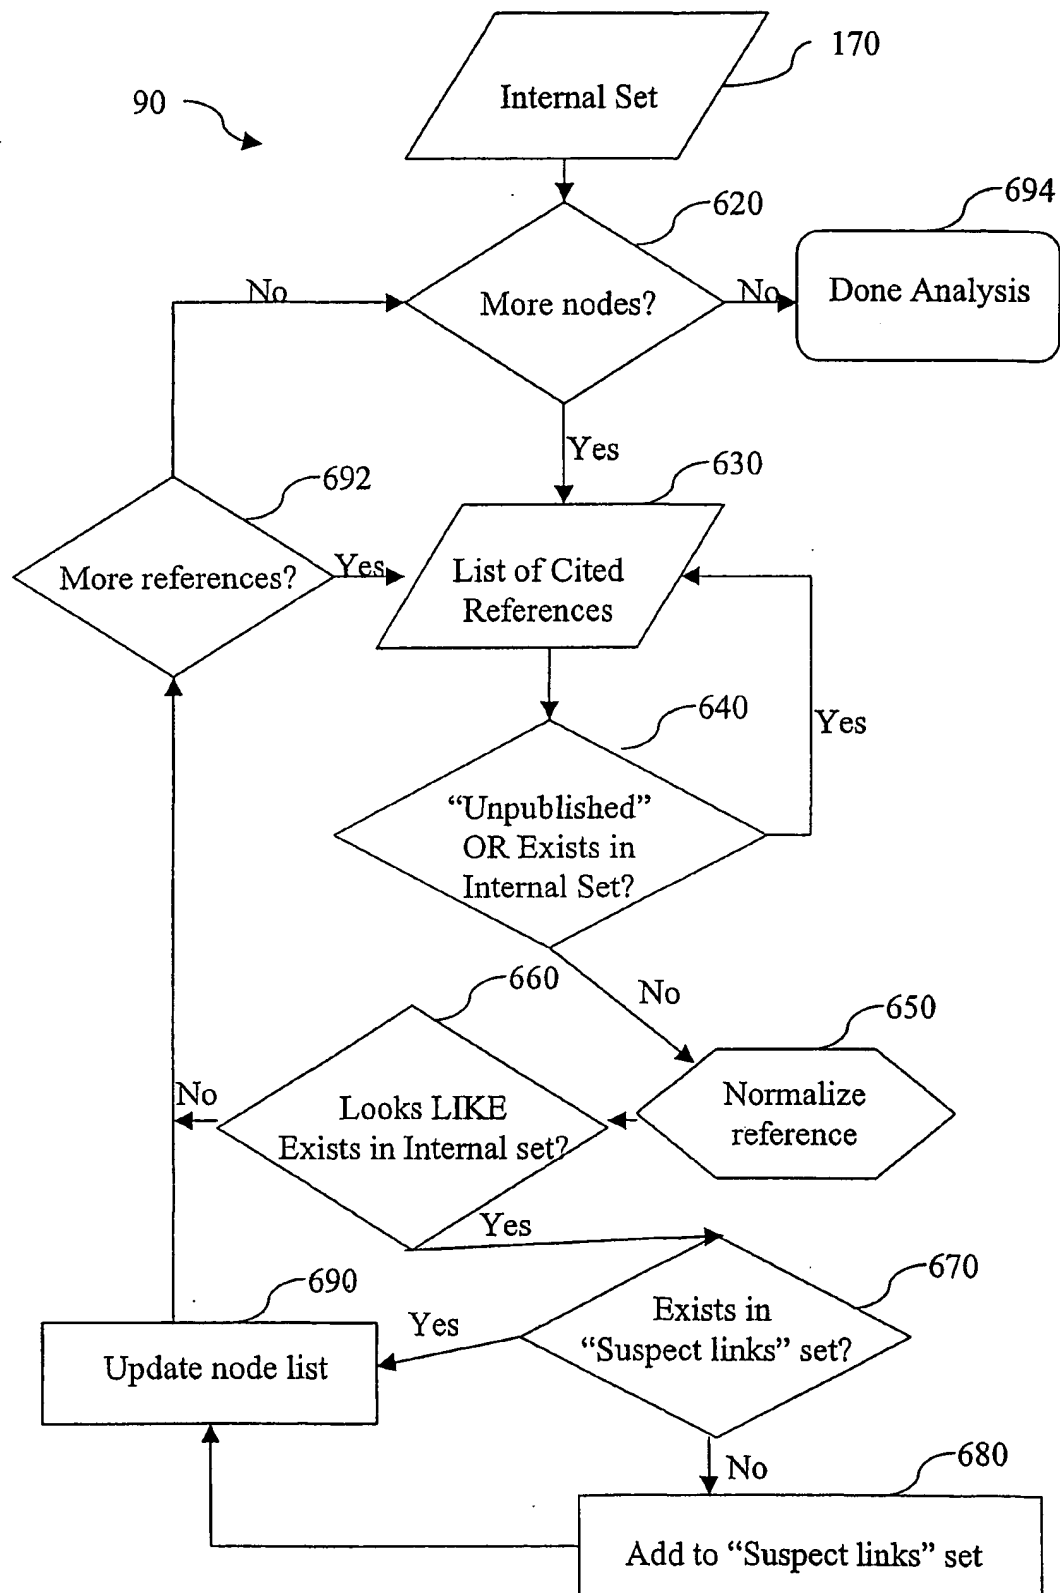 170
Internal Set
90
620
694
No
More nodes?
No
Done Analysis
Yes
630
692
More references?
Yes
List of Cited
References
640
Yes
“Unpublished”
OR Exists in
Internal Set?
660
No
650
No
Looks LIKE
Exists in Internal set?
Normalize
reference
Yes
670
690
Yes
Exists in
“Suspect links” set?
Update node list
No
680
Add to “Suspect links” set